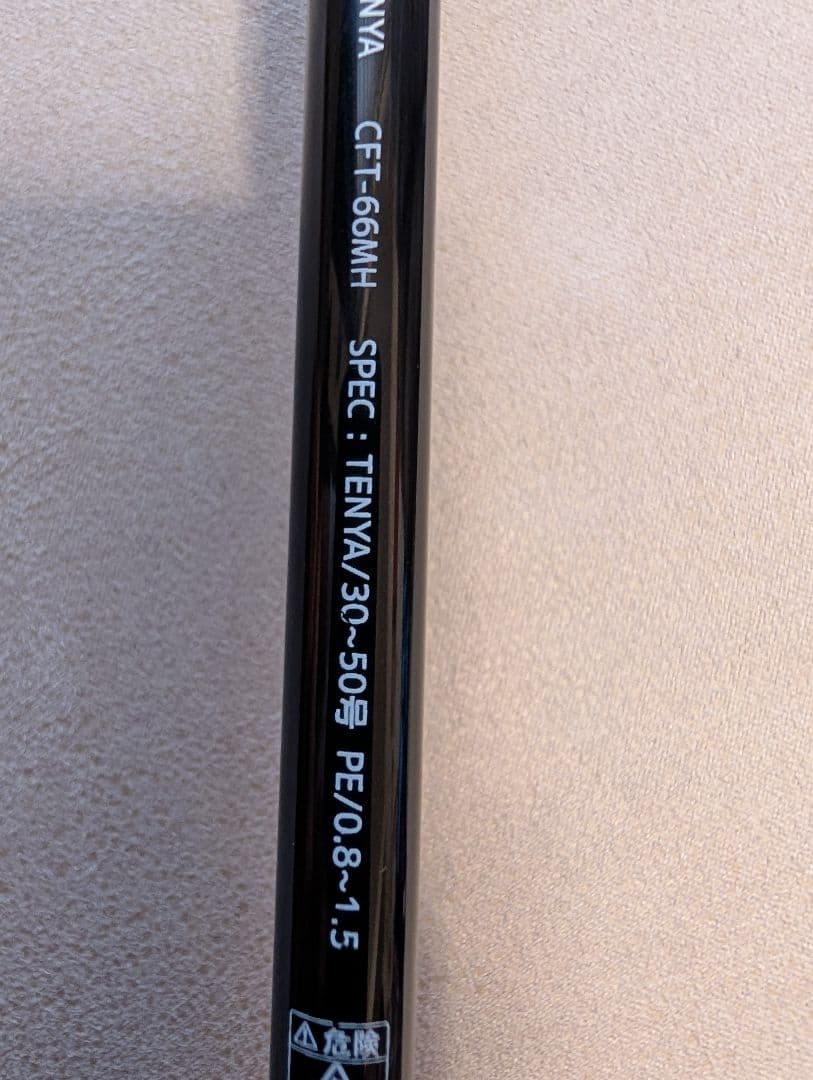 NYA CFT-66MH SPEC : TENYA/30~50号 PE/0.8~1.5
⚠危険